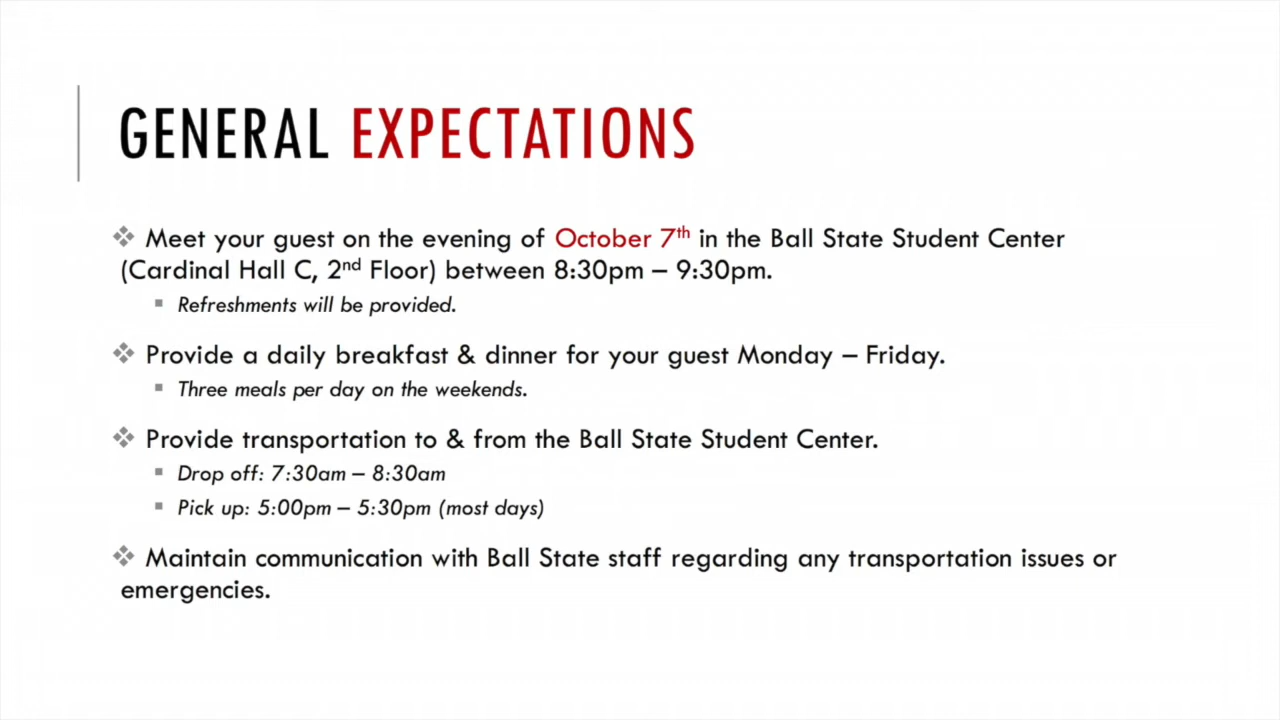 GENERAL EXPECTATIONS
❖ Meet your guest on the evening of October 7th in the Ball State Student Center
(Cardinal Hall C, 2nd Floor) between 8:30pm – 9:30pm.
▪ Refreshments will be provided.
❖ Provide a daily breakfast & dinner for your guest Monday – Friday.
▪ Three meals per day on the weekends.
❖ Provide transportation to & from the Ball State Student Center.
▪ Drop off: 7:30am – 8:30am
▪ Pick up: 5:00pm – 5:30pm (most days)
❖ Maintain communication with Ball State staff regarding any transportation issues or
emergencies.